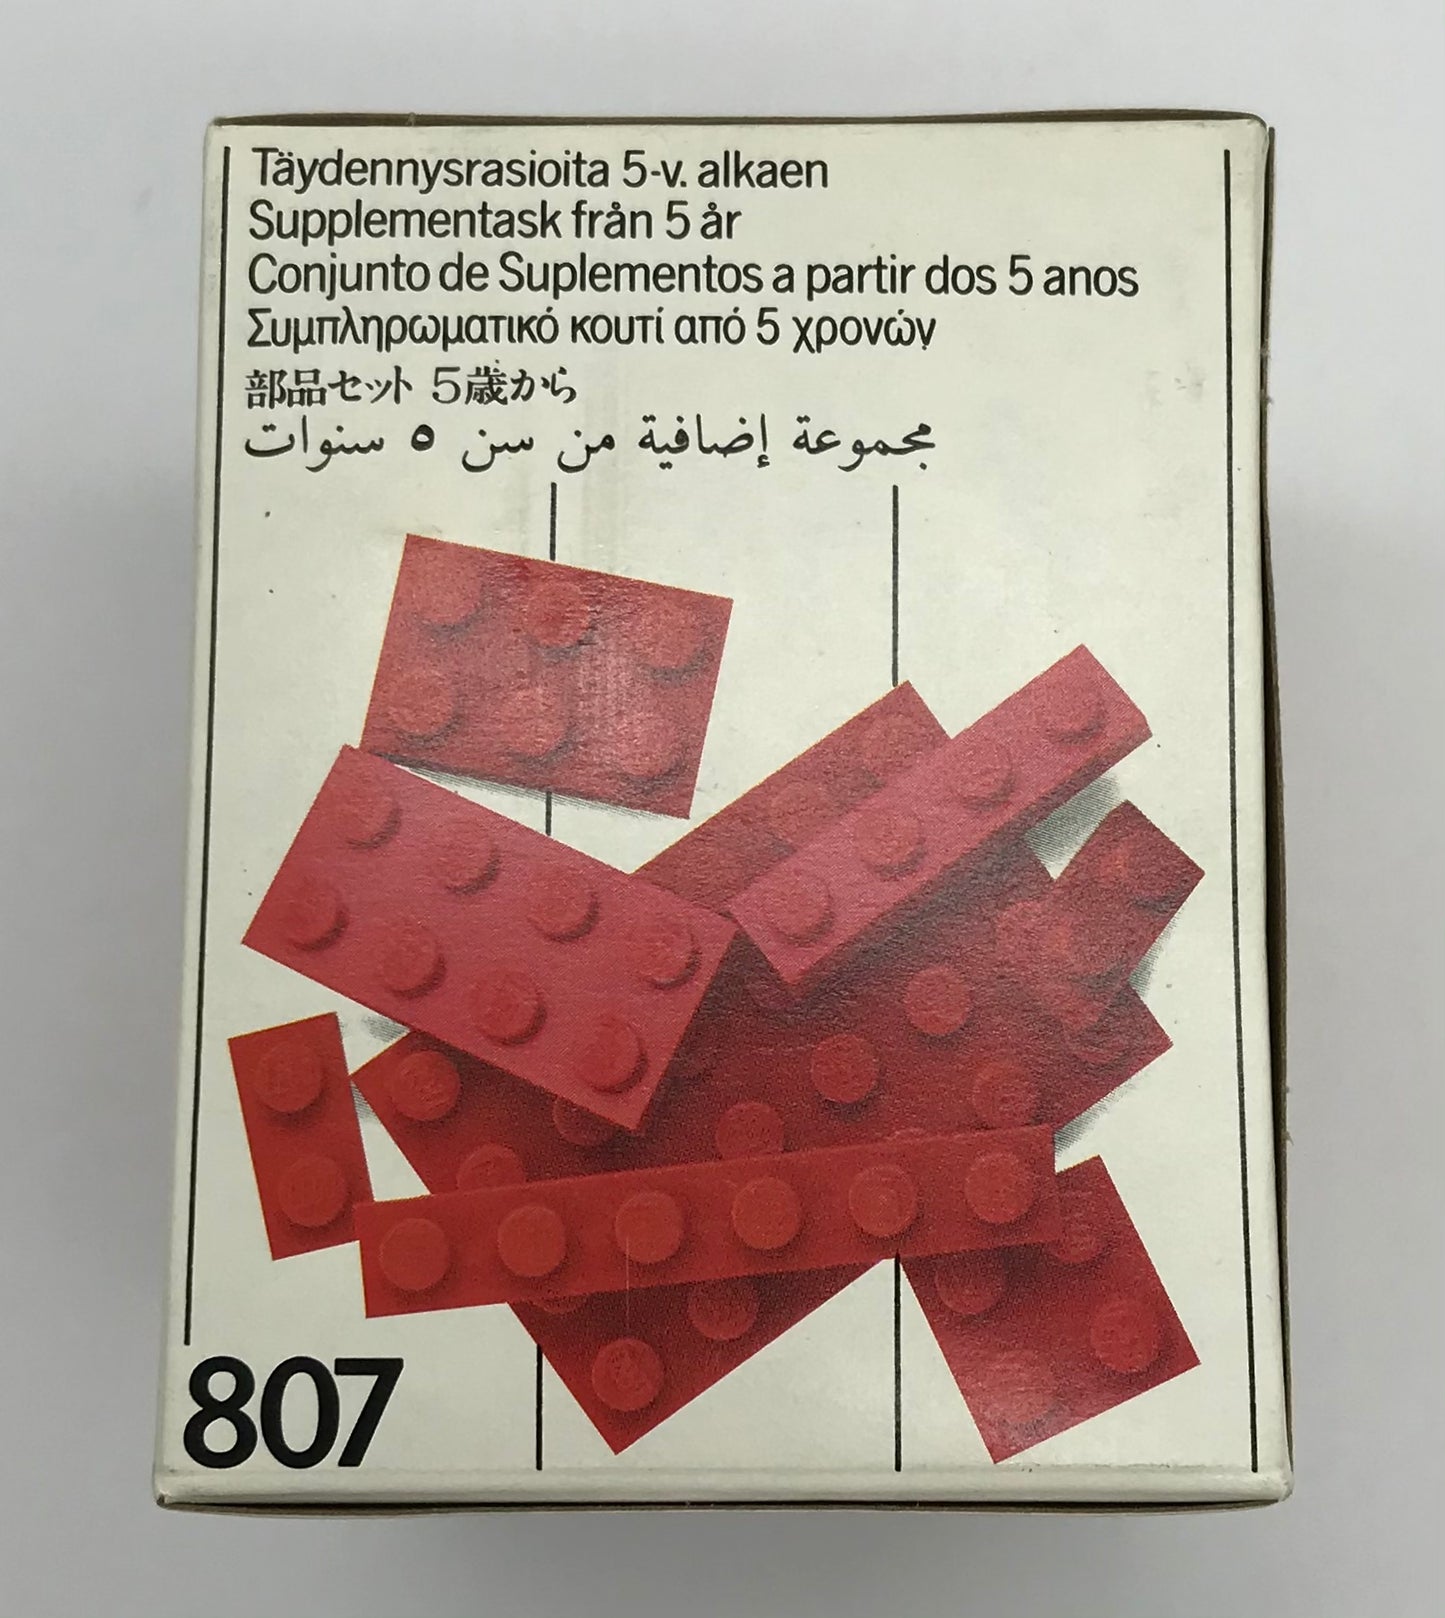 Täydennysrasioita 5-v. alkaen
Supplementask från 5 år
Conjunto de Suplementos a partir dos 5 anos
Συμπληρωματικό κουτί από 5 χρονών
部品セット 5歳から
مجموعة إضافية من سن ٥ سنوات
807